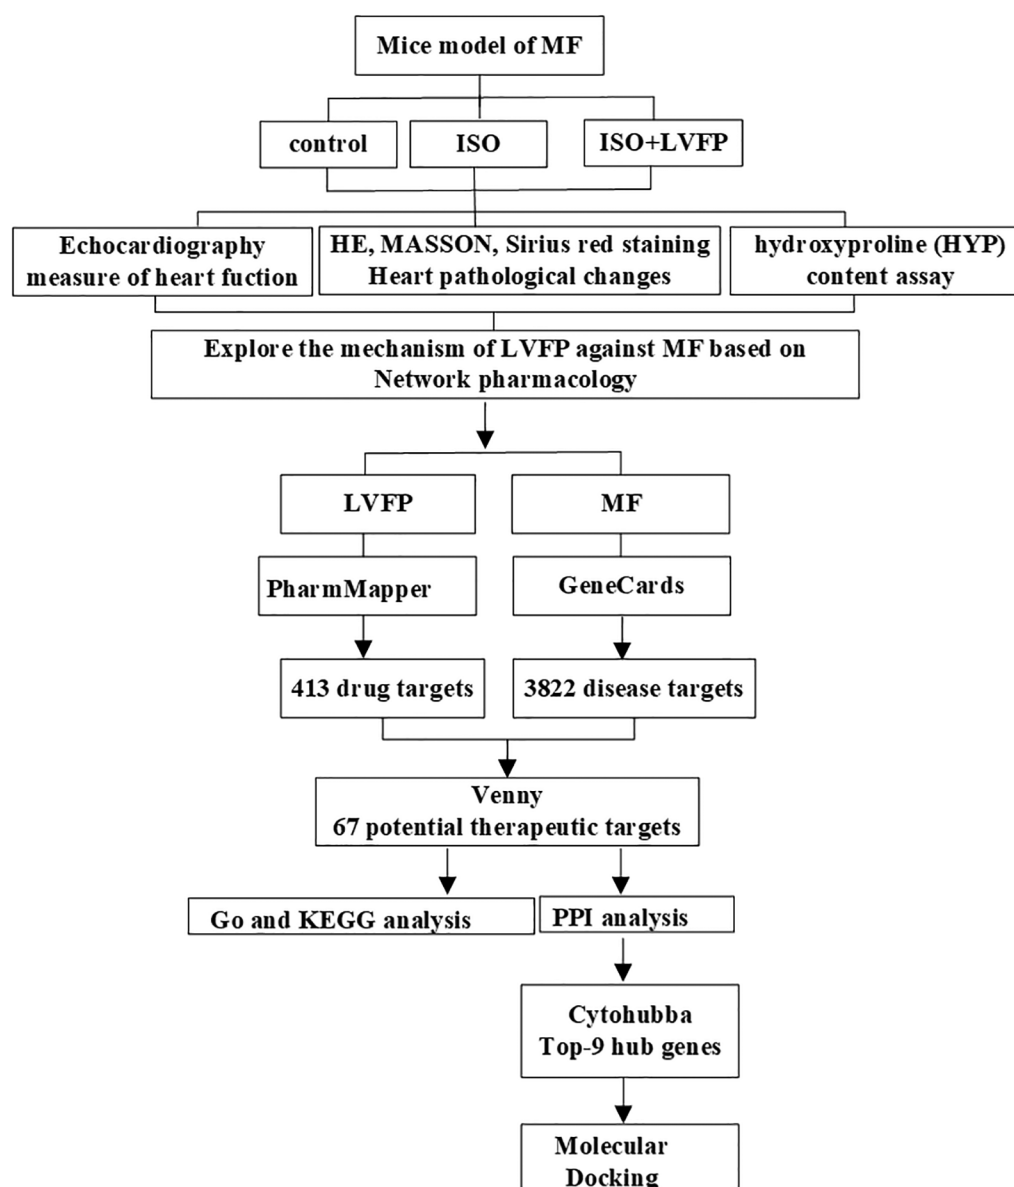 Mice model of MF
control
ISO
ISO+LVFP
Echocardiography
measure of heart fuction
HE, MASSON, Sirius red staining
Heart pathological changes
hydroxyproline (HYP)
content assay
Explore the mechanism of LVFP against MF based on
Network pharmacology
LVFP
MF
PharmMapper
GeneCards
413 drug targets
3822 disease targets
Venny
67 potential therapeutic targets
Go and KEGG analysis
PPI analysis
Cytohubba
Top-9 hub genes
Molecular
Docking